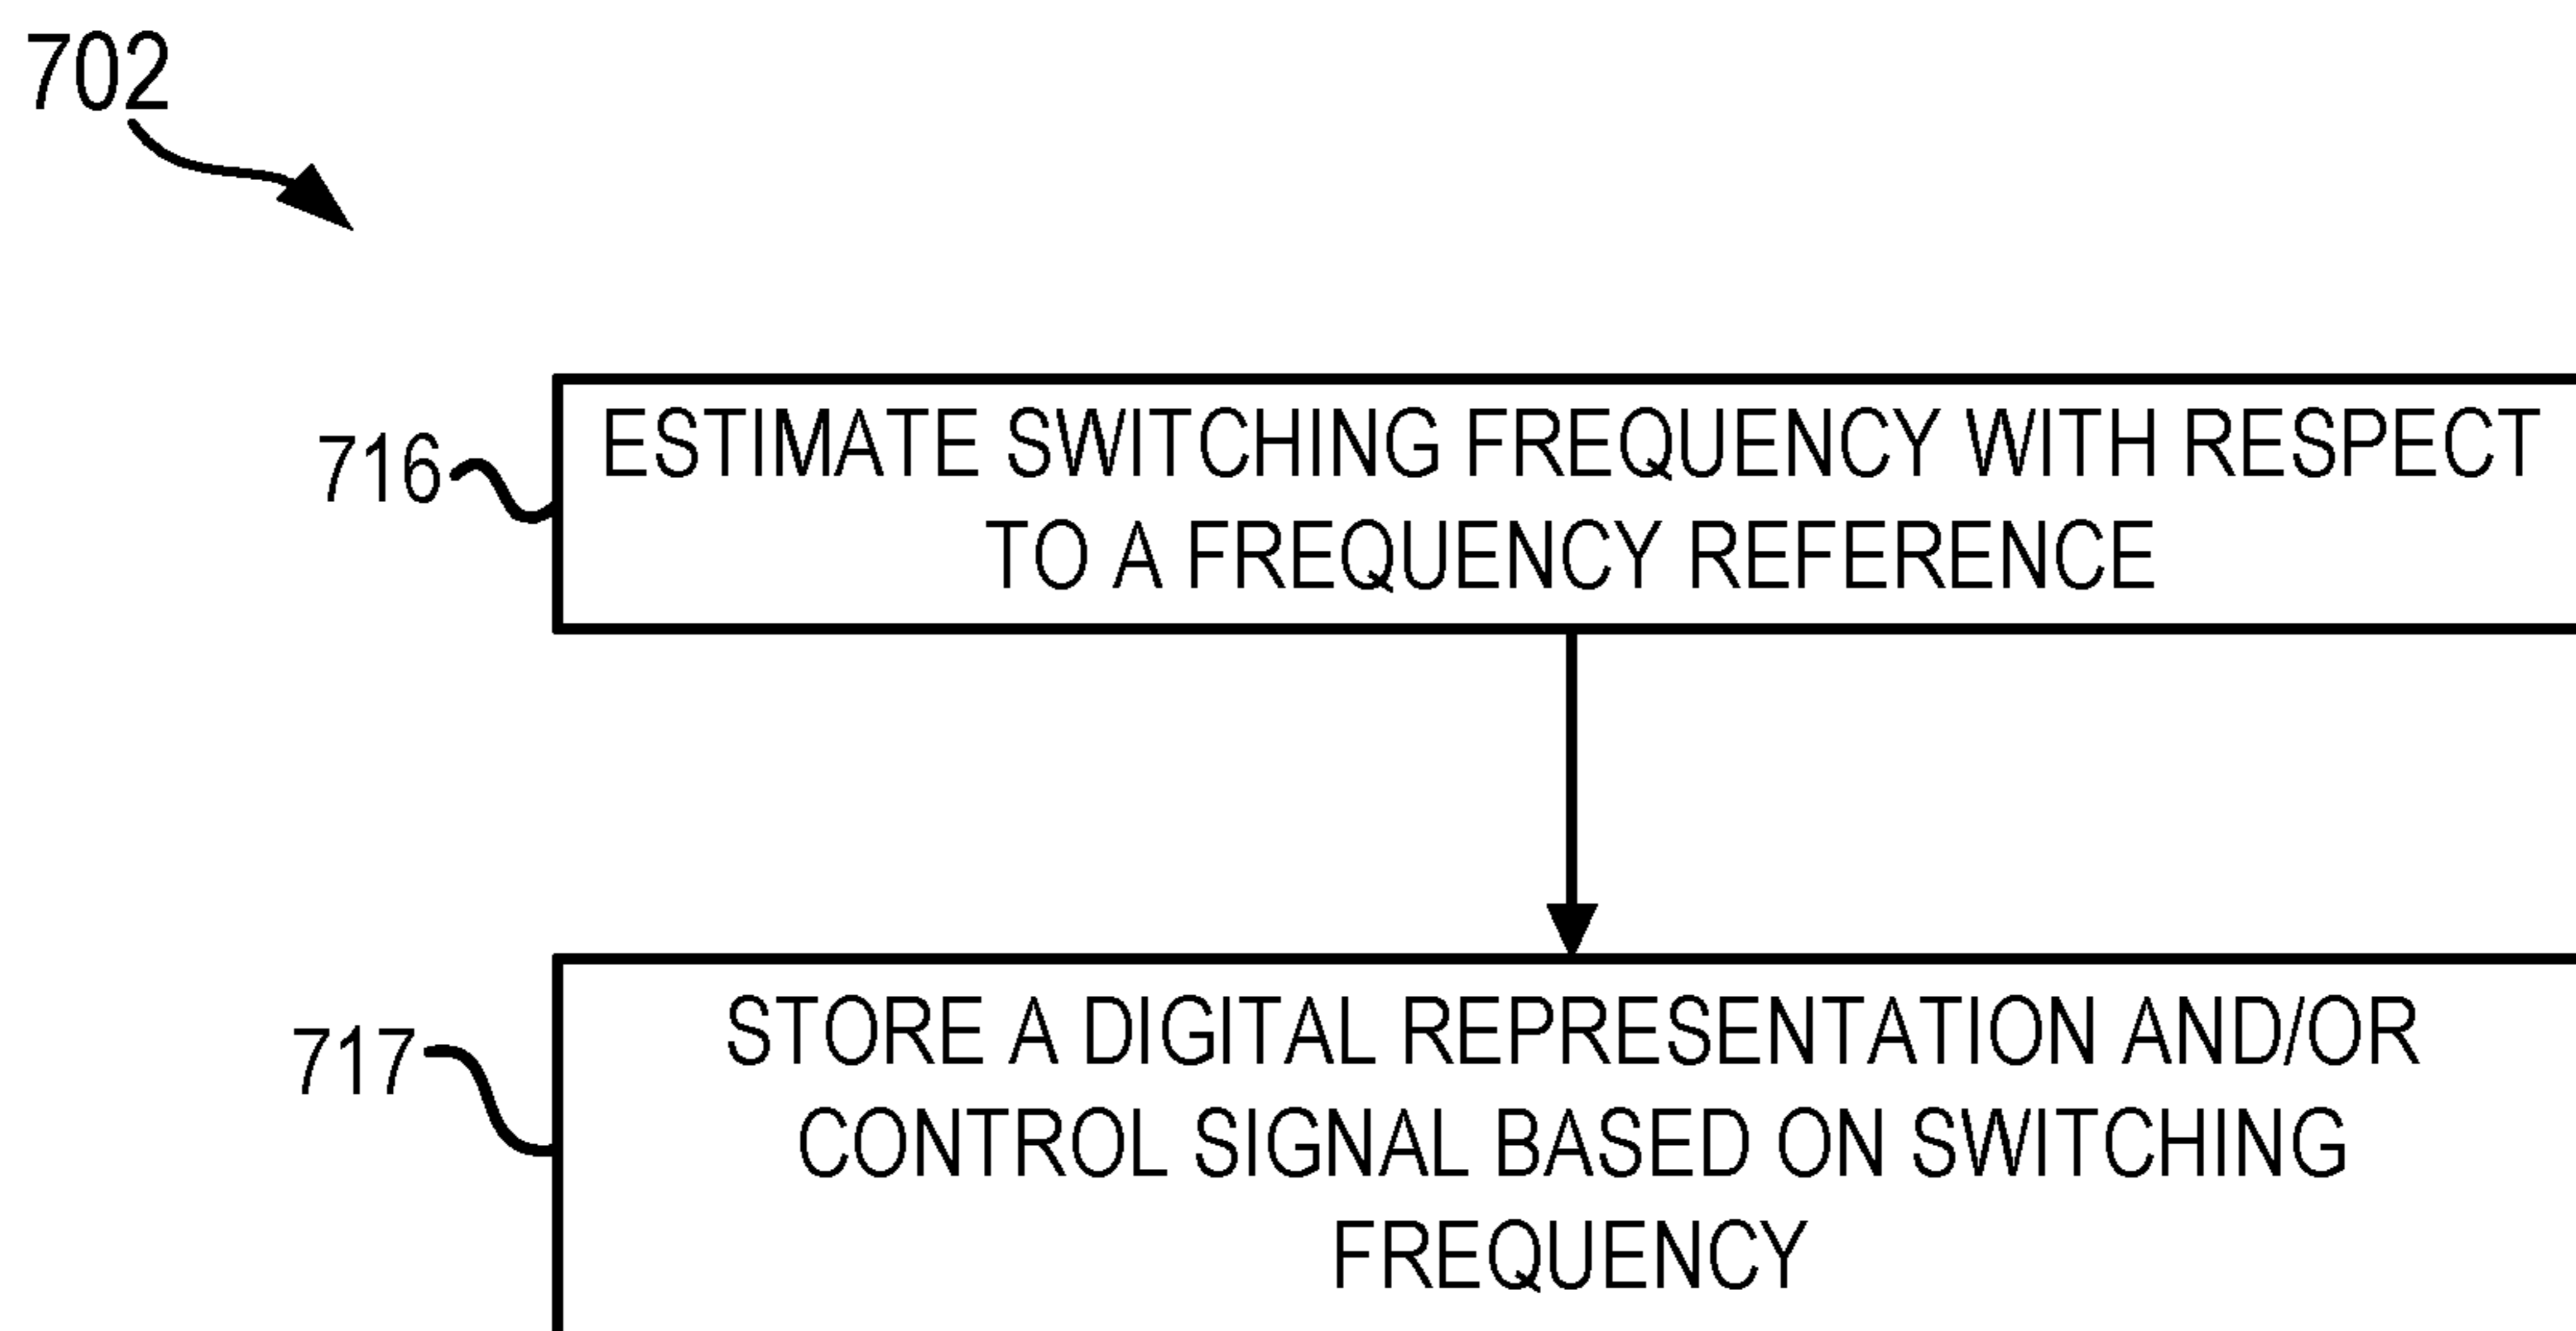 702
716
ESTIMATE SWITCHING FREQUENCY WITH RESPECT
TO A FREQUENCY REFERENCE
717
STORE A DIGITAL REPRESENTATION AND/OR
CONTROL SIGNAL BASED ON SWITCHING
FREQUENCY